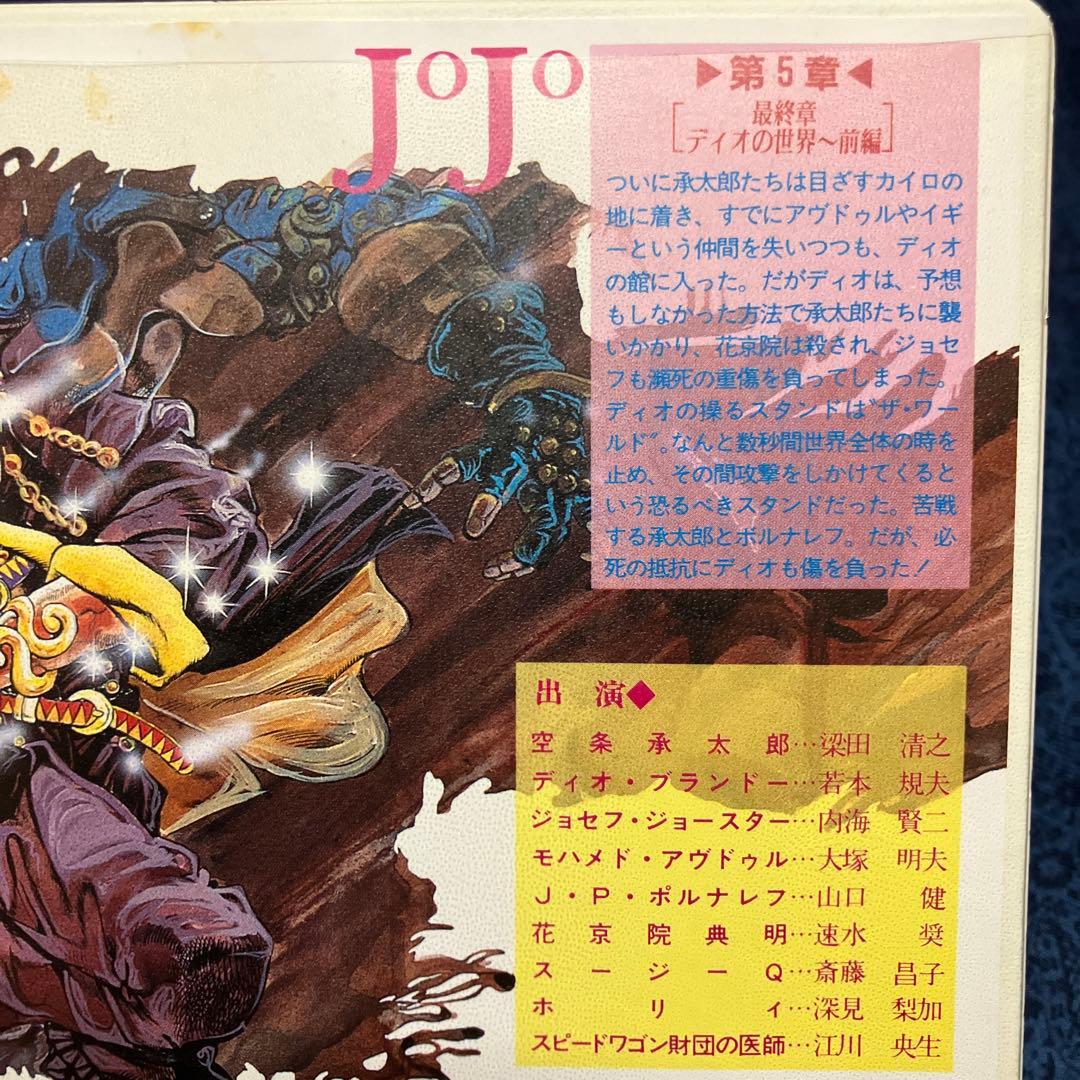 JoJo
▶第5章◀
[最終章
ディオの世界～前編]
ついに承太郎たちは目ざすカイロの
地に着き、すでにアヴドゥルやイギ
ーという仲間を失いつつも、ディオ
の館に入った。だがディオは、予想
もしなかった方法で承太郎たちに襲
いかかり、花京院は殺され、ジョセ
フも瀕死の重傷を負ってしまった。
ディオの操るスタンドは〝ザ・ワー
ルド〟。なんと数秒間世界全体の時を
止め、その間攻撃をしかけてくると
いう恐るべきスタンドだった。苦戦
する承太郎とポルナレフ。だが、必
死の抵抗にディオも傷を負った！
出演◆
空条承太郎…梁田 清之
ディオ・ブランドー…若本 規夫
ジョセフ・ジョースター…内海 賢二
モハメド・アヴドゥル…大塚 明夫
J・P・ポルナレフ…山口 健
花京院典明…速水 奨
スージーQ…斎藤 昌子
ホリィ…深見 梨加
スピードワゴン財団の医師…江川 央生